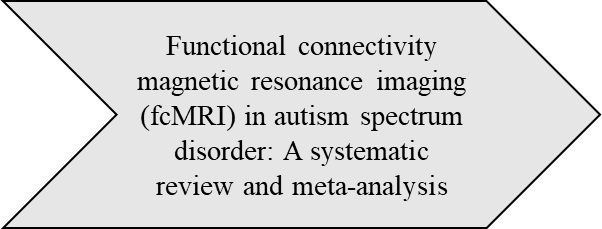 Functional connectivity
magnetic resonance imaging
(fcMRI) in autism spectrum
disorder: A systematic
review and meta-analysis